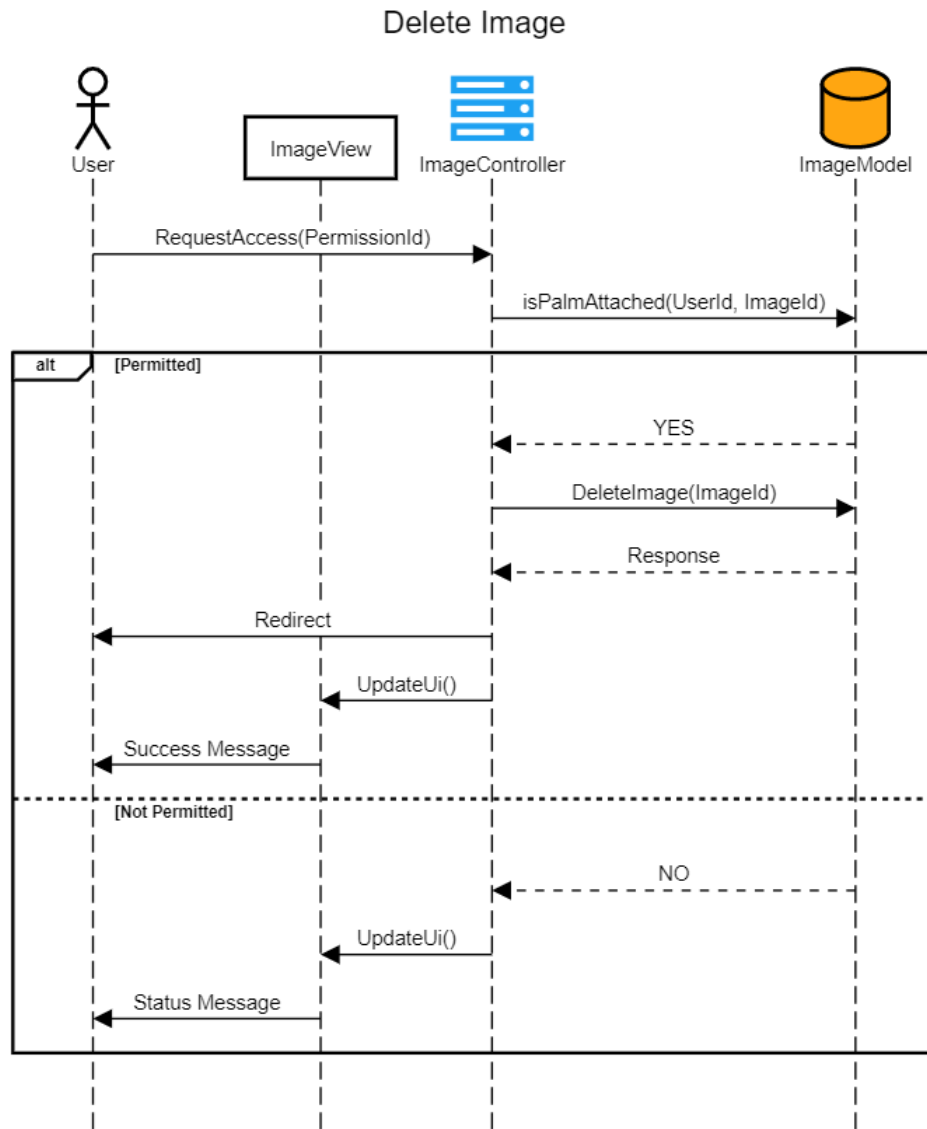 Delete Image
User
ImageView
ImageController
ImageModel
RequestAccess(PermissionId)
isPalmAttached(UserId, ImageId)
alt
[Permitted]
YES
DeleteImage(ImageId)
Response
Redirect
UpdateUi()
Success Message
[Not Permitted]
NO
UpdateUi()
Status Message